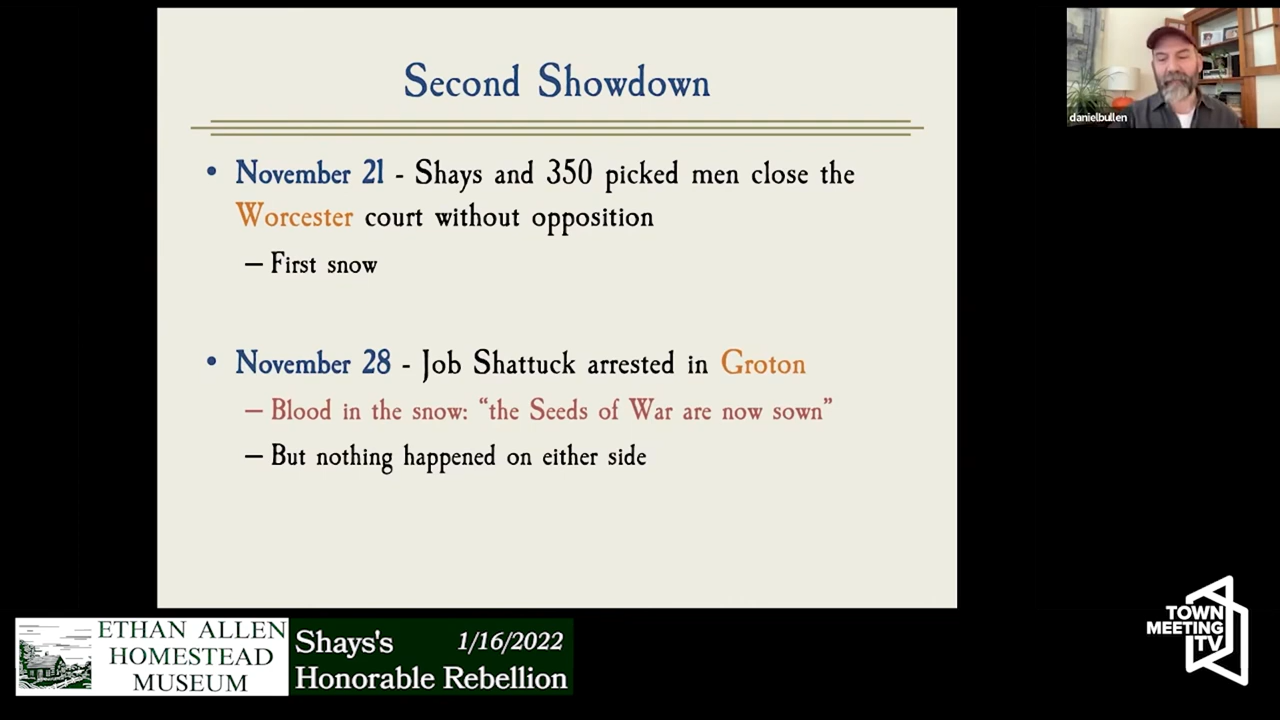 Second Showdown
• November 21 - Shays and 350 picked men close the
Worcester court without opposition
– First snow
• November 28 - Job Shattuck arrested in Groton
– Blood in the snow: “the Seeds of War are now sown”
– But nothing happened on either side
danielbullen
ETHAN ALLEN
HOMESTEAD
MUSEUM
Shays's 1/16/2022
Honorable Rebellion
TOWN
MEETING
TV